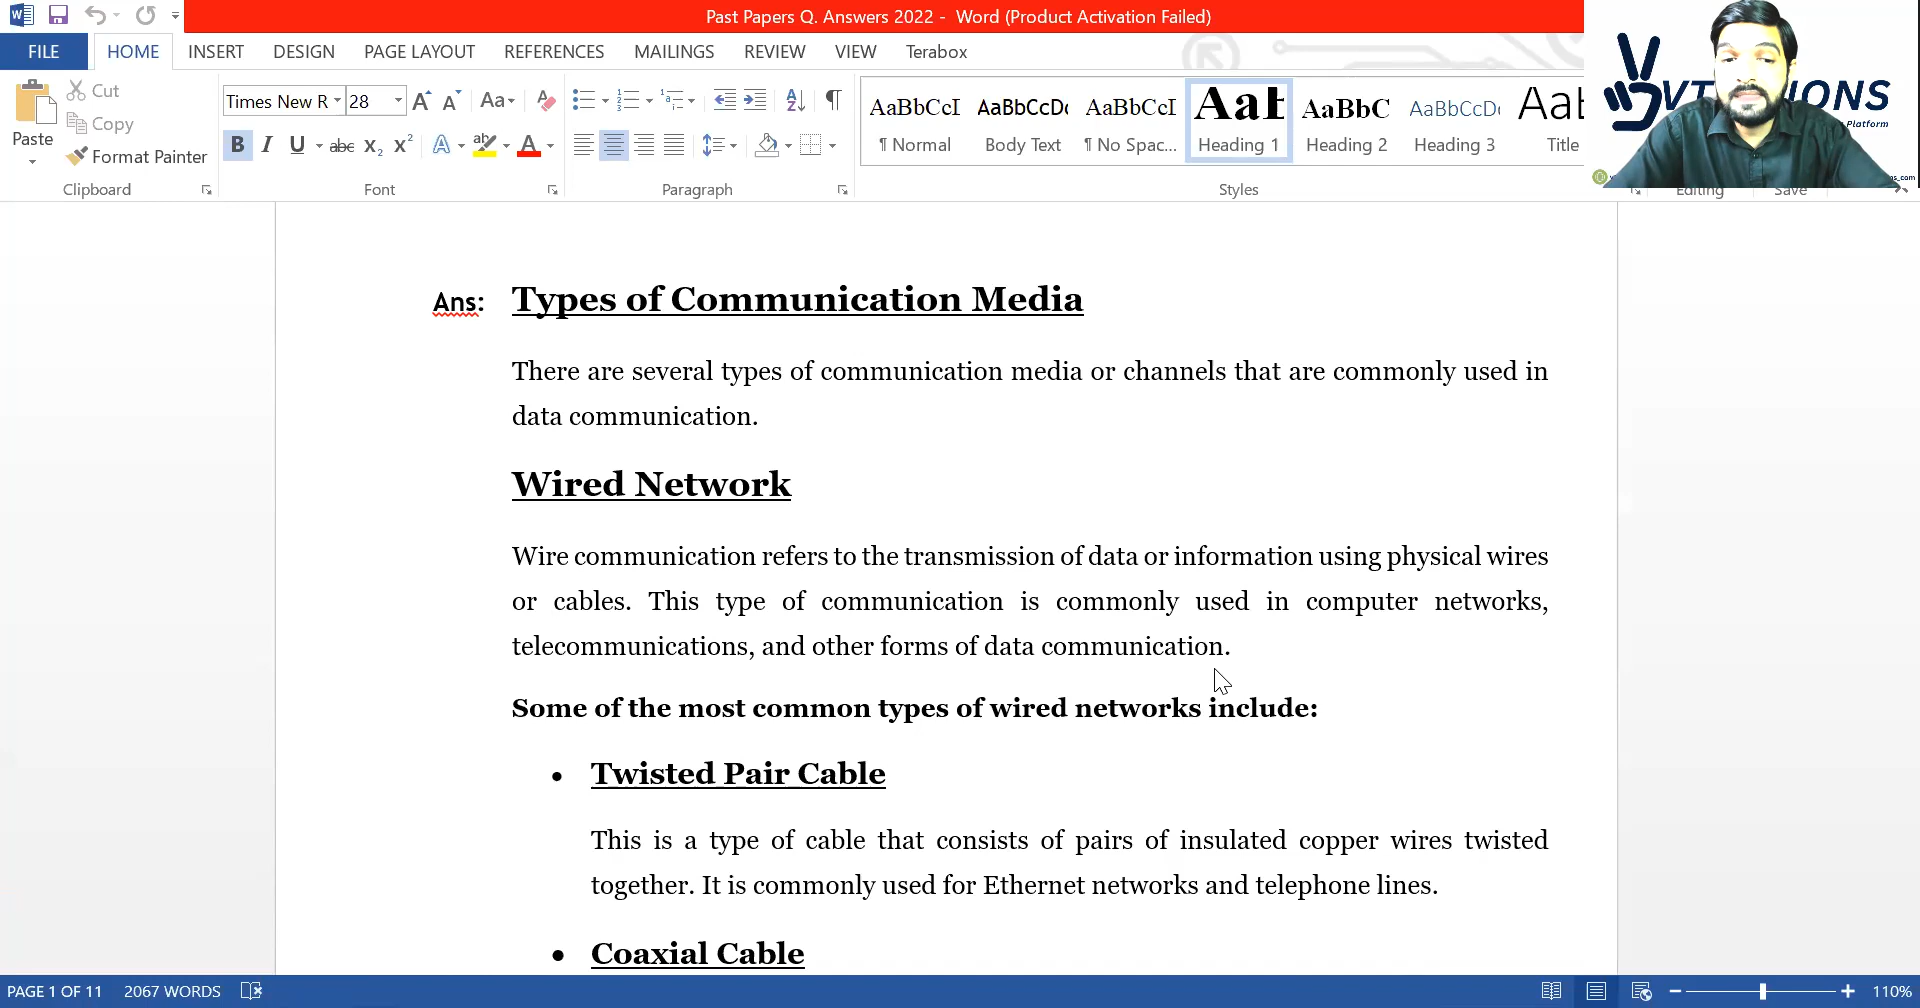 Past Papers Q. Answers 2022 - Word (Product Activation Failed)
FILE HOME INSERT DESIGN PAGE LAYOUT REFERENCES MAILINGS REVIEW VIEW Terabox
Paste
Cut
Copy
Format Painter
Clipboard
Times New R 28
Font
Paragraph
AaBbCcI AaBbCcDc AaBbCcI AaB AaBbC AaBbCcDc
¶ Normal Body Text ¶ No Spac... Heading 1 Heading 2 Heading 3 Title
Styles
Editing Save
Platform
Ans: Types of Communication Media
There are several types of communication media or channels that are commonly used in
data communication.
Wired Network
Wire communication refers to the transmission of data or information using physical wires
or cables. This type of communication is commonly used in computer networks,
telecommunications, and other forms of data communication.
Some of the most common types of wired networks include:
• Twisted Pair Cable
This is a type of cable that consists of pairs of insulated copper wires twisted
together. It is commonly used for Ethernet networks and telephone lines.
• Coaxial Cable
PAGE 1 OF 11 2067 WORDS 110%